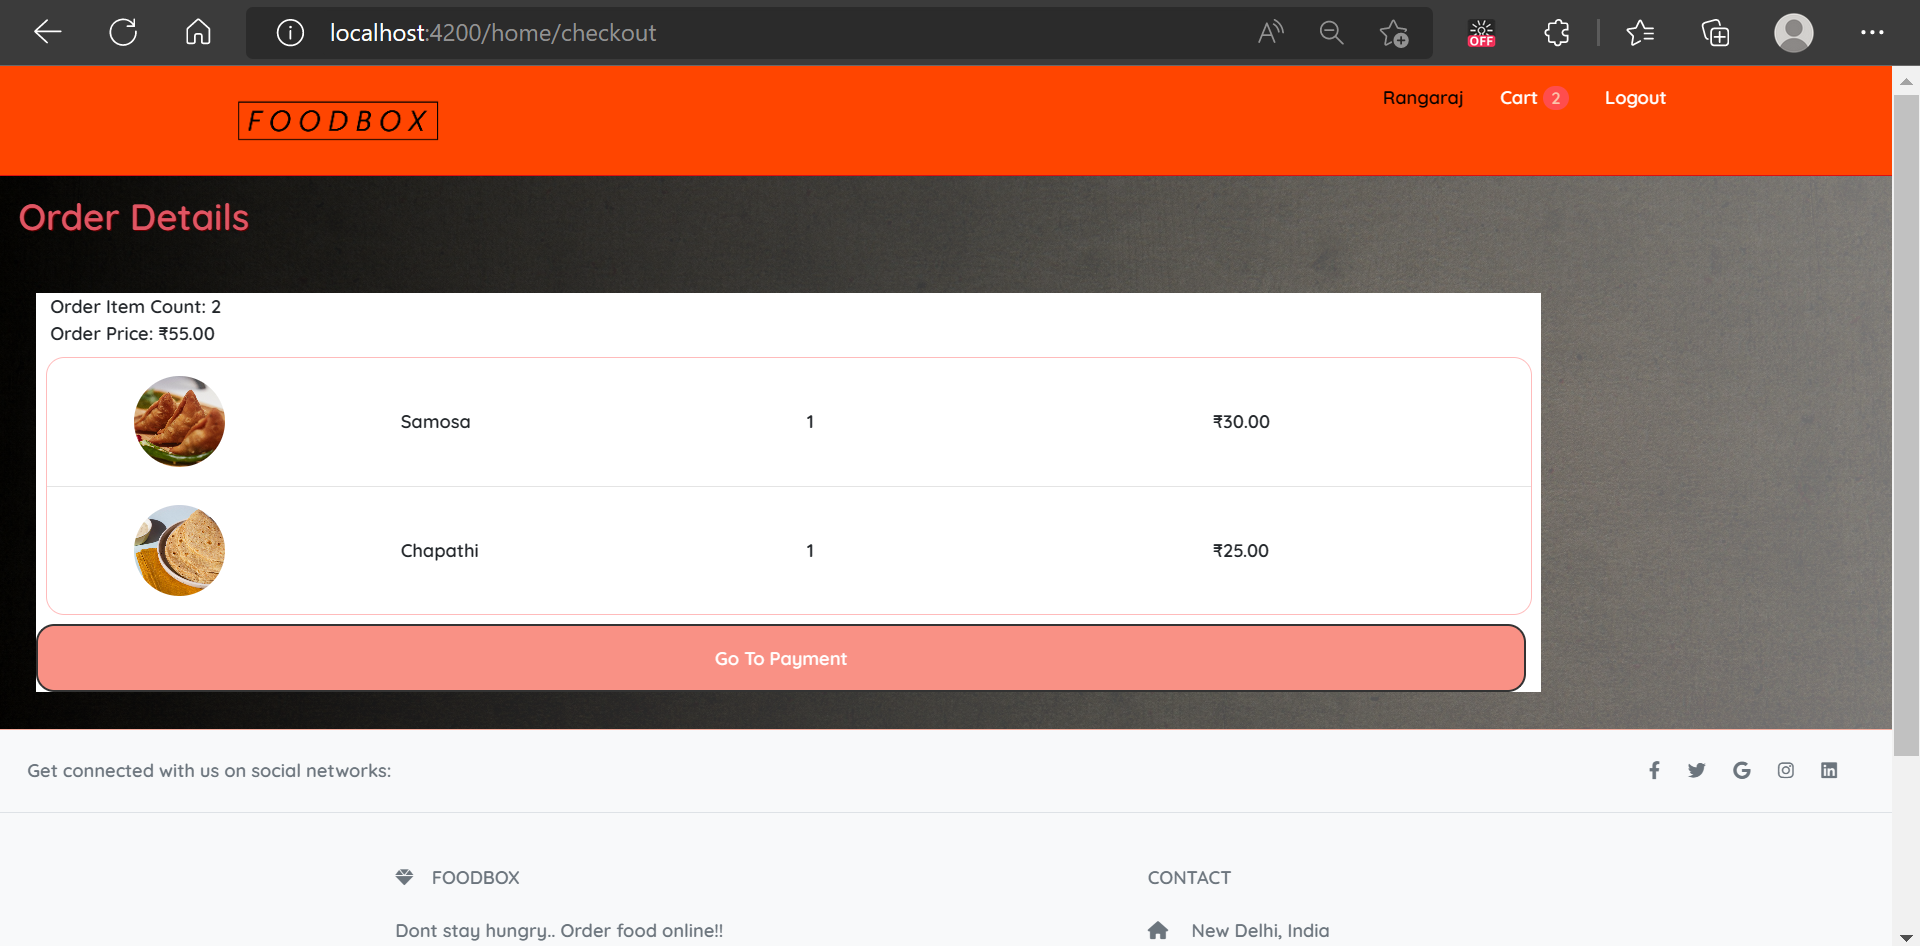 localhost:4200/home/checkout
OFF
FOODBOX
Rangaraj
Cart 2
Logout
Order Details
Order Item Count: 2
Order Price: ₹55.00
Samosa 1 ₹30.00
Chapathi 1 ₹25.00
Go To Payment
Get connected with us on social networks:
FOODBOX
Dont stay hungry.. Order food online!!
CONTACT
New Delhi, India